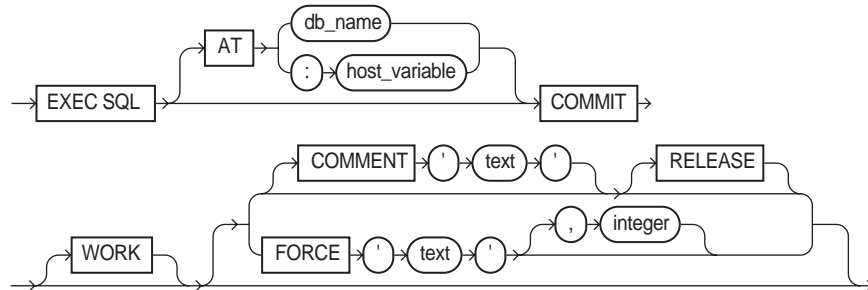 db_name
AT
: host_variable
EXEC SQL COMMIT
COMMENT ' text ' RELEASE
, integer
WORK FORCE ' text '